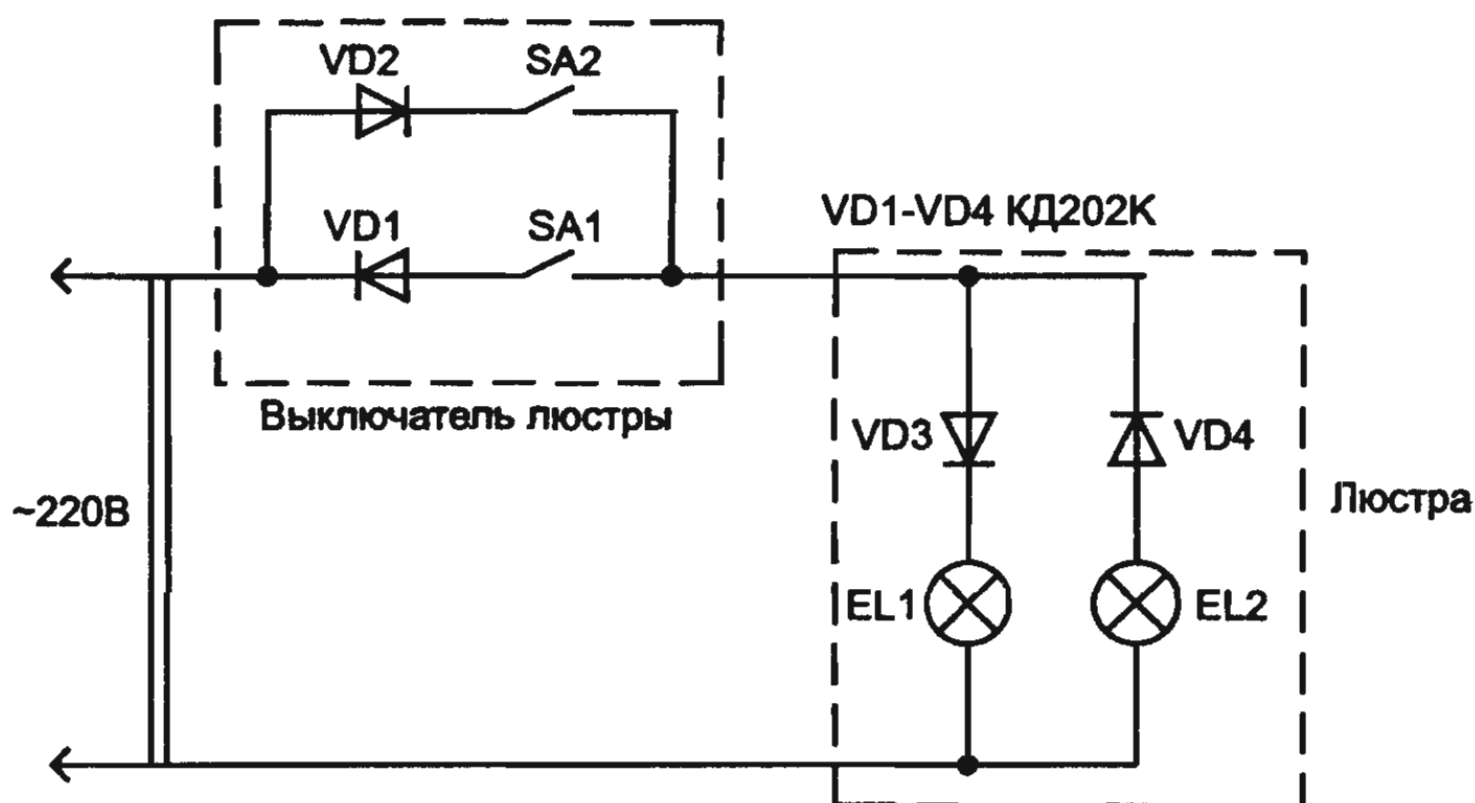 VD2 SA2
VD1 SA1
VD1-VD4 КД202К
Выключатель люстры
VD3 VD4
~220В
Люстра
EL1 EL2